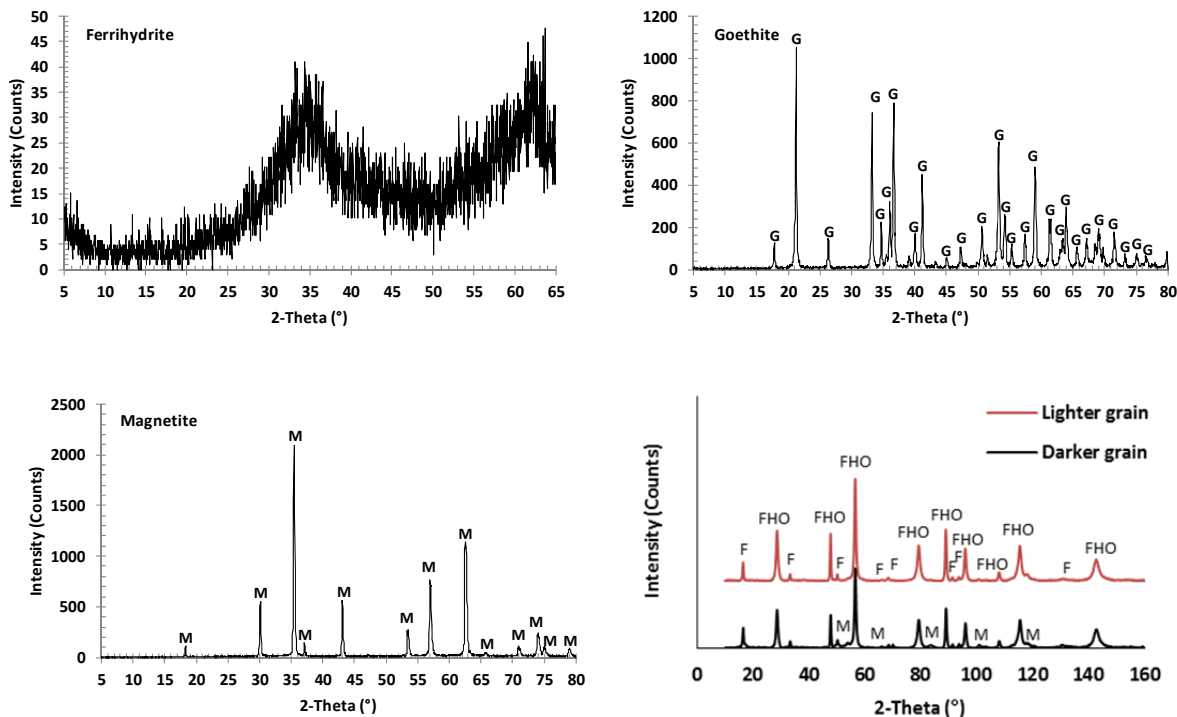 Ferrihydrite
Intensity (Counts)
50
45
40
35
30
25
20
15
10
5
0
5 10 15 20 25 30 35 40 45 50 55 60 65
2-Theta (°)
Goethite
Intensity (Counts)
1200
1000
800
600
400
200
0
G G G G G G G G G G G G G G G G G G G G G G G G G
5 10 15 20 25 30 35 40 45 50 55 60 65 70 75 80
2-Theta (°)
Magnetite
Intensity (Counts)
2500
2000
1500
1000
500
0
M M M M M M M M M M M M M
5 10 15 20 25 30 35 40 45 50 55 60 65 70 75 80
2-Theta (°)
Lighter grain
Darker grain
Intensity (Counts)
F FHO F FHO F FHO F F FHO FHO F F FHO FHO FHO F FHO
M M M M M
0 20 40 60 80 100 120 140 160
2-Theta (°)